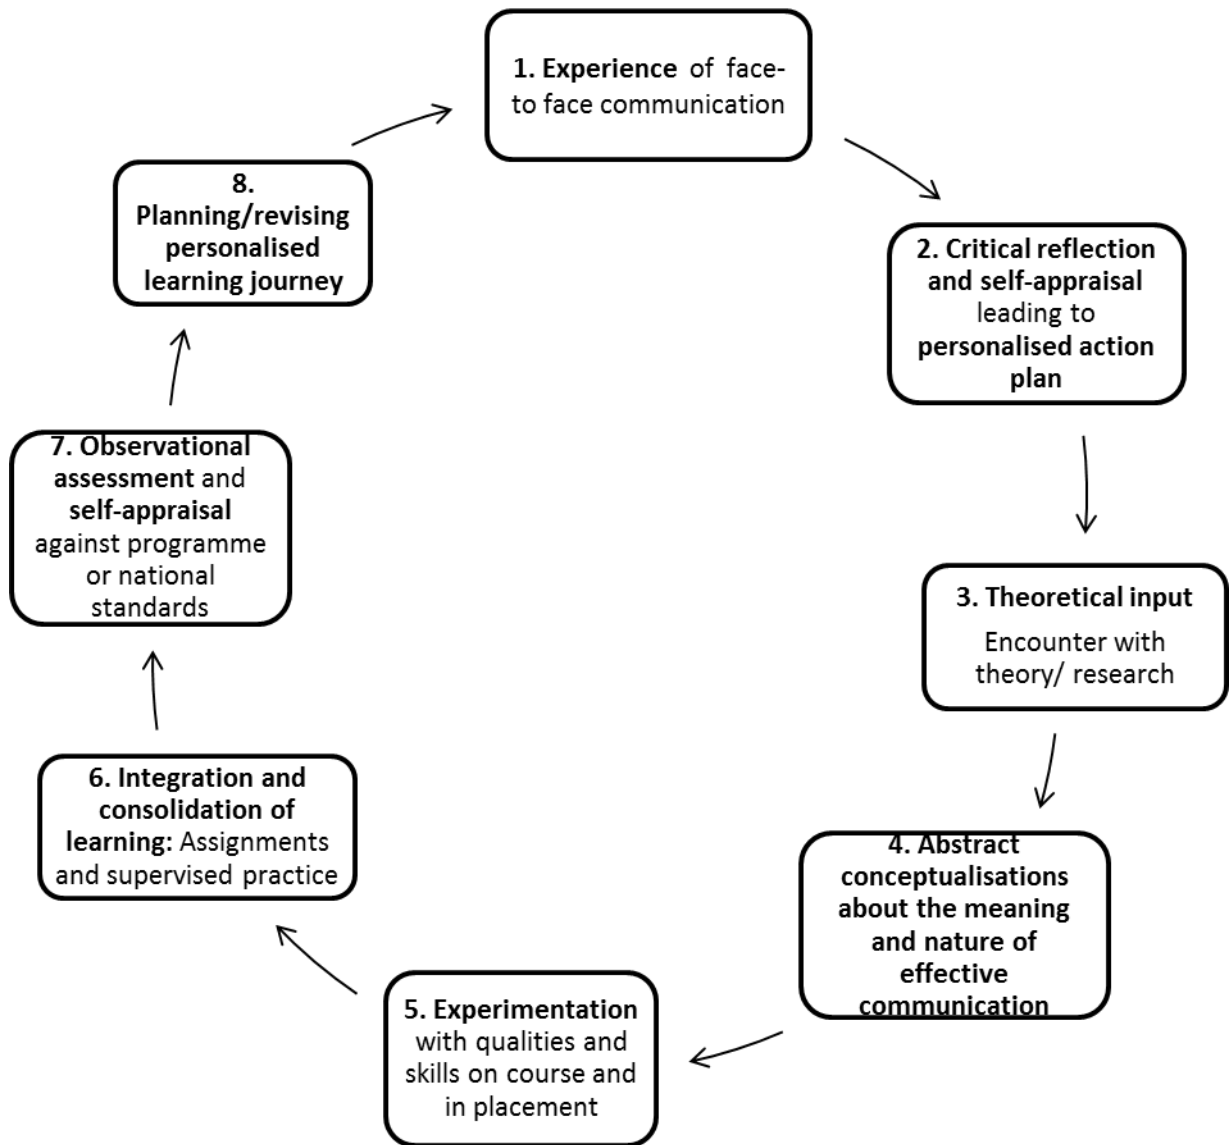 1. Experience of face-
to face communication
2. Critical reflection
and self-appraisal
leading to
personalised action
plan
3. Theoretical input
Encounter with
theory/ research
4. Abstract
conceptualisations
about the meaning
and nature of
effective
communication
5. Experimentation
with qualities and
skills on course and
in placement
6. Integration and
consolidation of
learning: Assignments
and supervised practice
7. Observational
assessment and
self-appraisal
against programme
or national
standards
8.
Planning/revising
personalised
learning journey